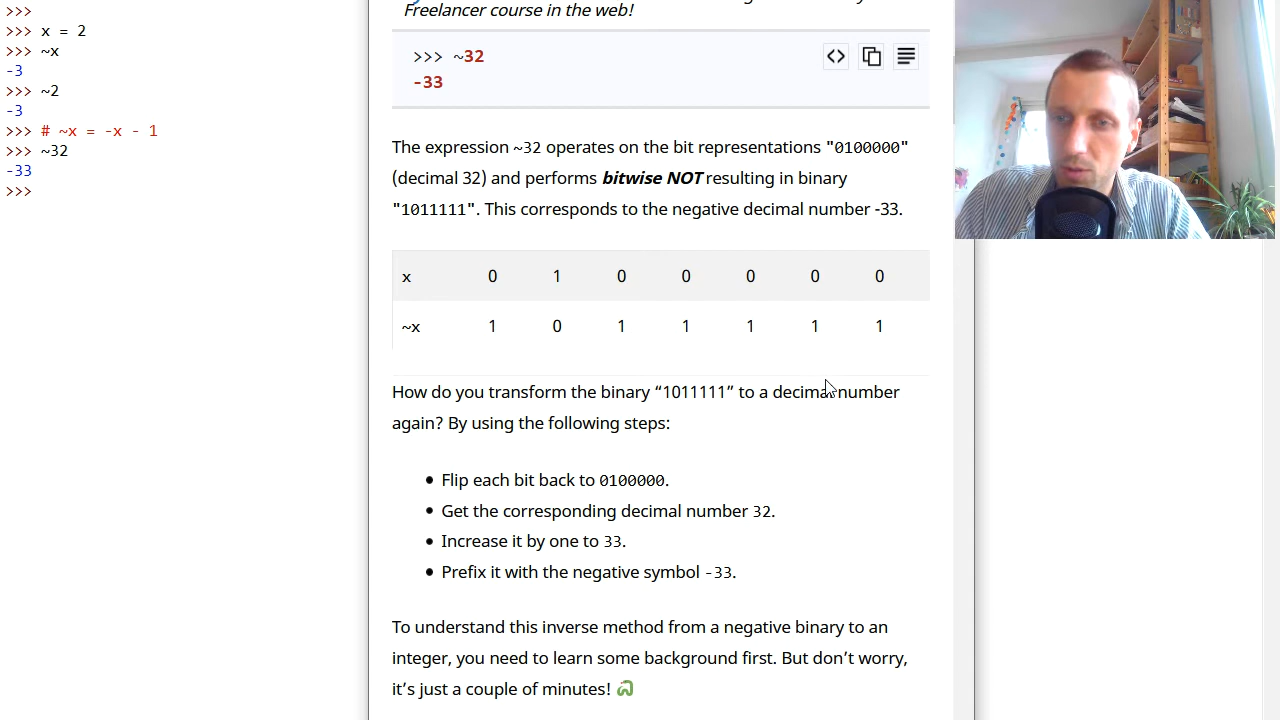 >>>
>>> x = 2
>>> ~x
-3
>>> ~2
-3
>>> # ~x = -x - 1
>>> ~32
-33
>>>
Freelancer course in the web!
>>> ~32
-33
The expression ~32 operates on the bit representations "0100000"
(decimal 32) and performs bitwise NOT resulting in binary
"1011111". This corresponds to the negative decimal number -33.
x 0 1 0 0 0 0 0
~x 1 0 1 1 1 1 1
How do you transform the binary “1011111” to a decimal number
again? By using the following steps:
• Flip each bit back to 0100000.
• Get the corresponding decimal number 32.
• Increase it by one to 33.
• Prefix it with the negative symbol -33.
To understand this inverse method from a negative binary to an
integer, you need to learn some background first. But don’t worry,
it’s just a couple of minutes! 🐍